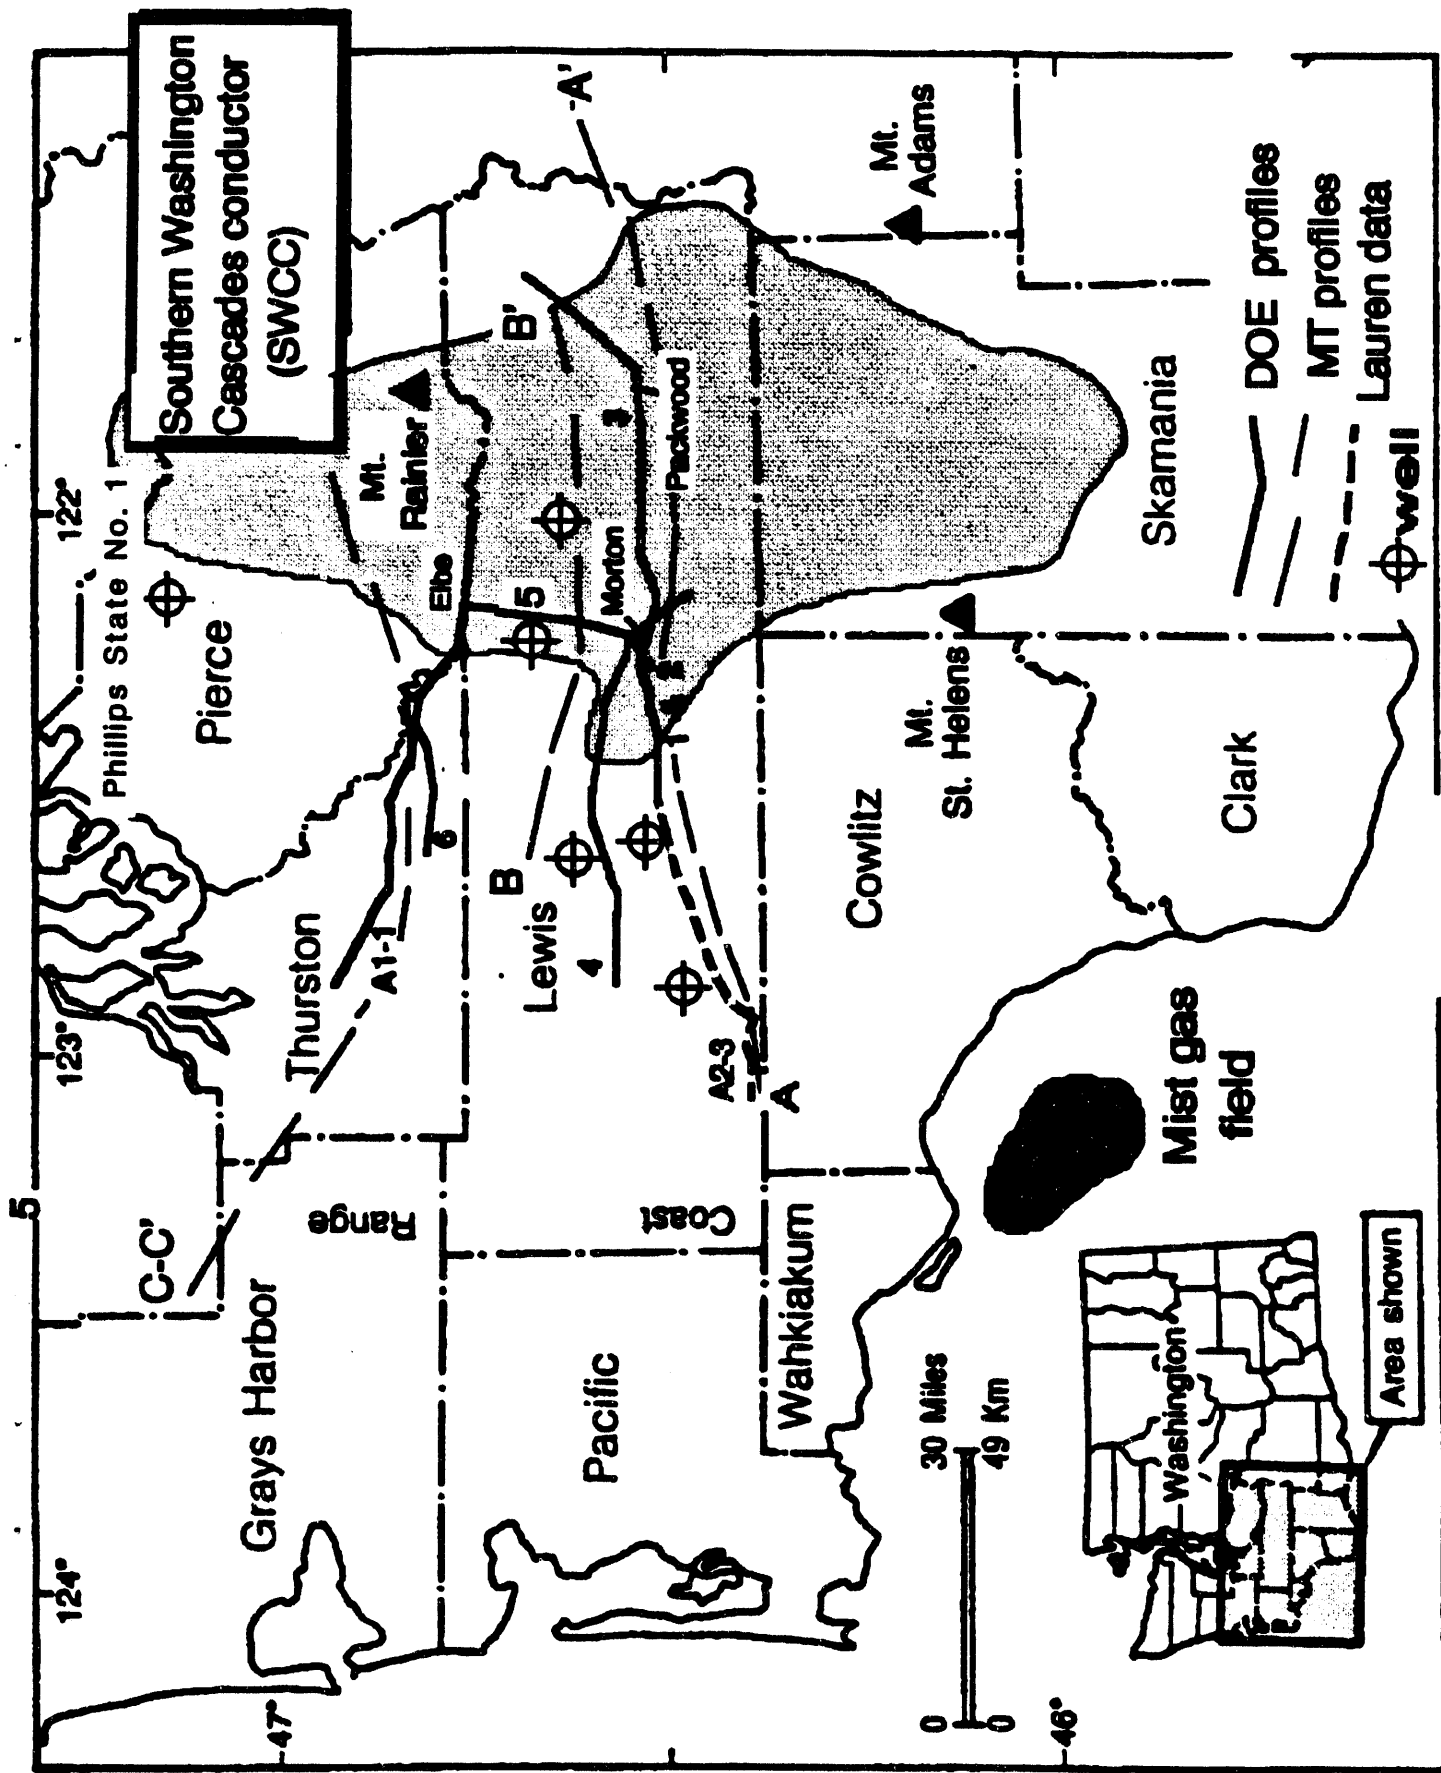 Southern Washington
Cascades conductor
(SWCC)
5
124°
123°
122°
47°
46°
Phillips State No. 1
Pierce
Mt.
Rainier
Elbe
C-C'
Thurston
Grays Harbor
Range
Coast
A1-1
6
B
B'
5
Lewis
4
Morton
3
Packwood
2
1
A'
A2-3
A
Pacific
Wahkiakum
Cowlitz
Mt.
St. Helens
Mt.
Adams
Skamania
Clark
Mist gas
field
0
30 Miles
0
49 Km
Washington
Area shown
DOE profiles
MT profiles
Lauren data
well